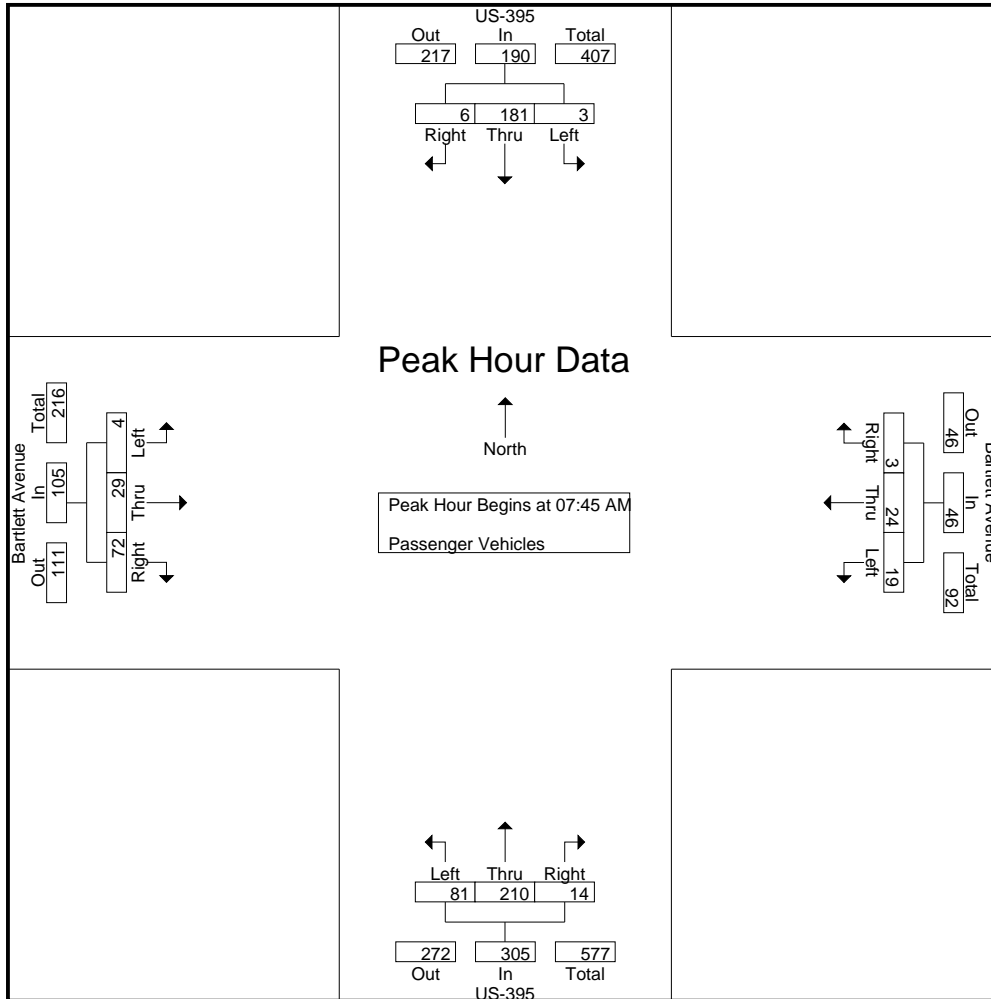 US-395
Out In Total
217 190 407
6 181 3
Right Thru Left
Peak Hour Data
North
Peak Hour Begins at 07:45 AM
Passenger Vehicles
Bartlett Avenue
Total In Out
216 105 111
4 29 72
Left Thru Right
Right Thru Left
3 24 19
Out In Total
46 46 92
Bartlett Avenue
Left Thru Right
81 210 14
272 305 577
Out In Total
US-395